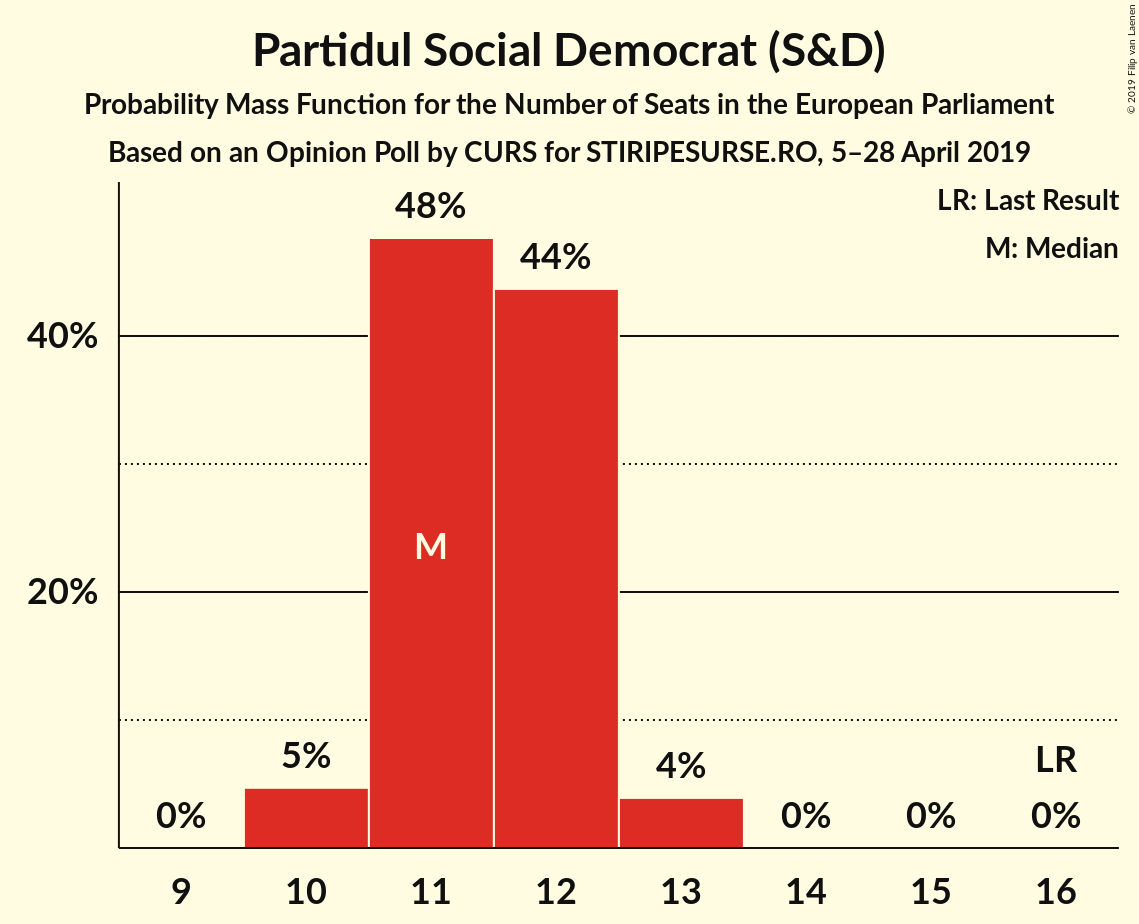 Partidul Social Democrat (S&D)
Probability Mass Function for the Number of Seats in the European Parliament
Based on an Opinion Poll by CURS for STIRIPESURSE.RO, 5–28 April 2019
© 2019 Filip van Laenen
LR: Last Result
M: Median
48%
44%
40%
M
20%
5%
4%
LR
0%
0%
0%
0%
9
10
11
12
13
14
15
16